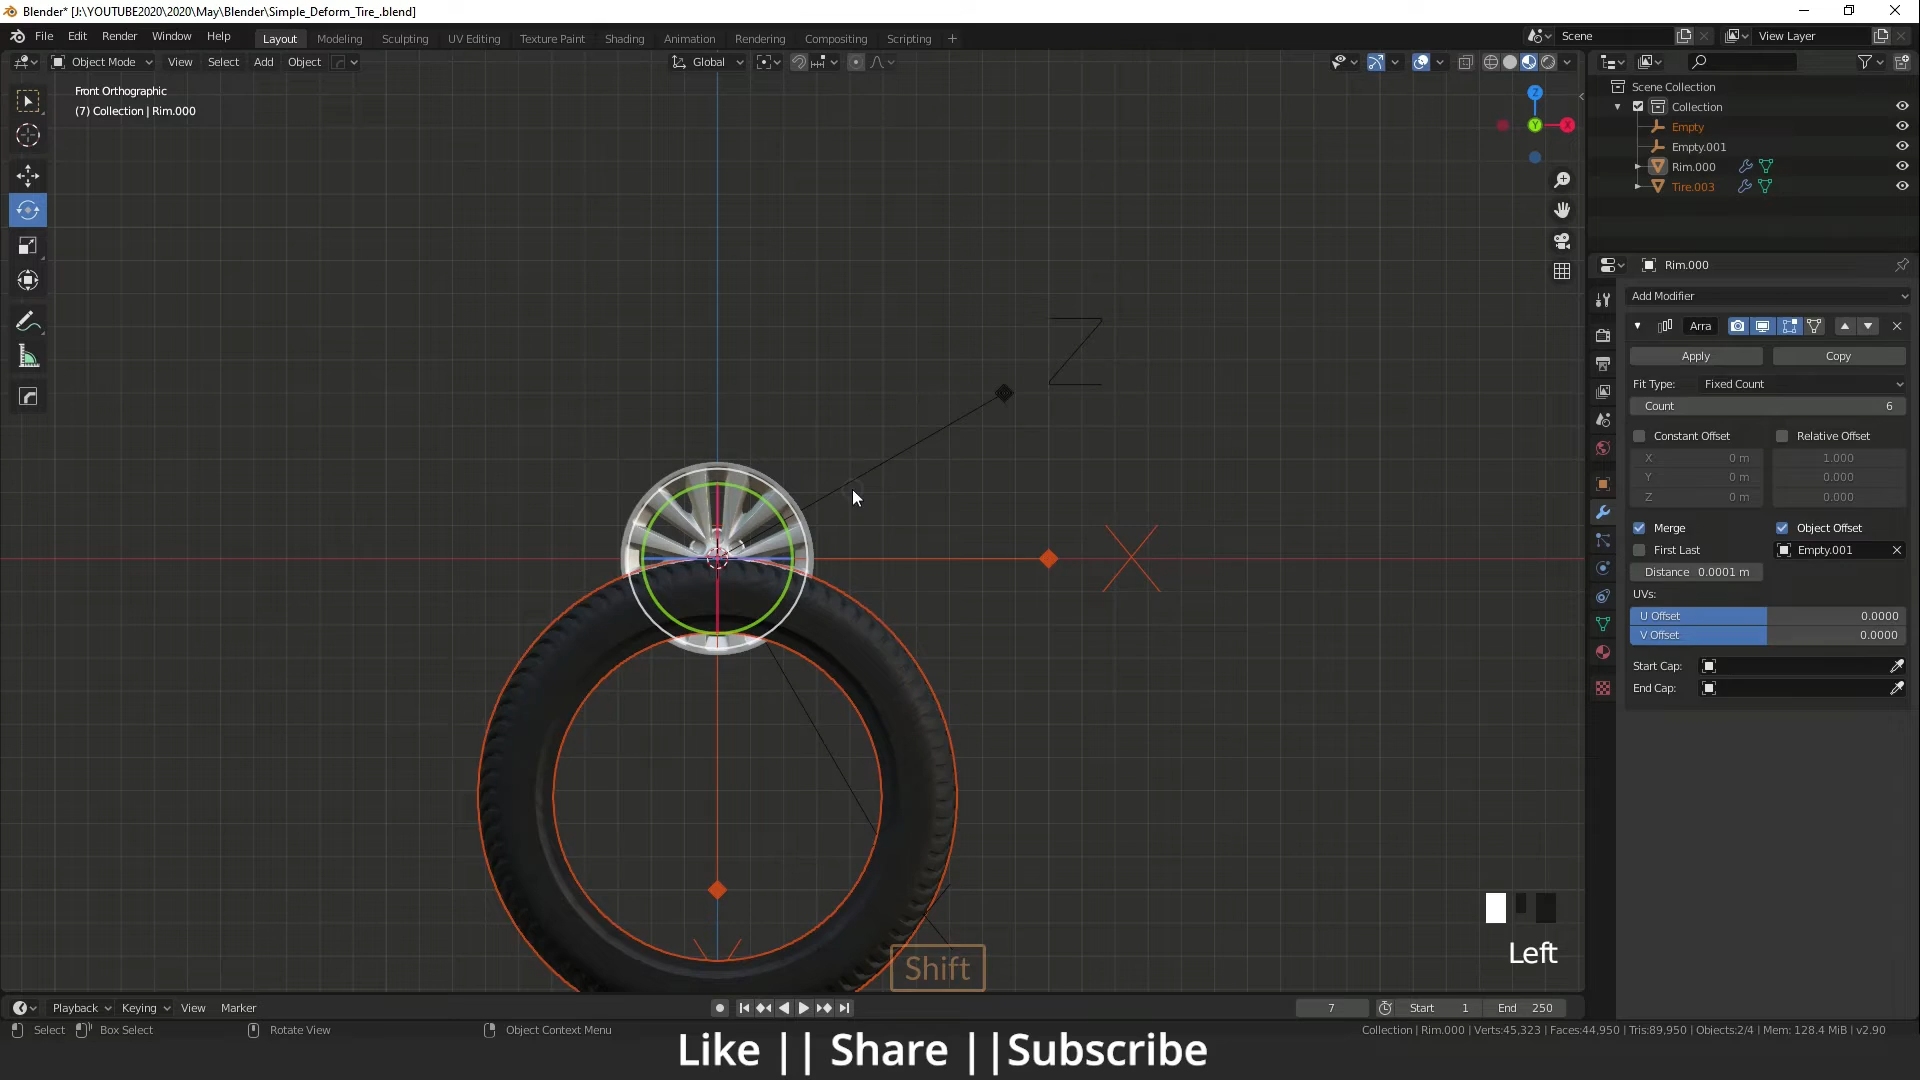 Blender* [J:\YOUTUBE2020\2020\May\Blender\Simple_Deform_Tire_.blend]
File Edit Render Window Help Layout Modeling Sculpting UV Editing Texture Paint Shading Animation Rendering Compositing Scripting +
Scene View Layer
Object Mode View Select Add Object Global
Front Orthographic
(7) Collection | Rim.000
Z
X
Y
Z
X
Scene Collection
Collection
Empty
Empty.001
Rim.000
Tire.003
Rim.000
Add Modifier
Arra
Apply Copy
Fit Type: Fixed Count
Count 6
Constant Offset Relative Offset
X 0 m 1.000
Y 0 m 0.000
Z 0 m 0.000
Merge Object Offset
First Last Empty.001
Distance 0.0001 m
UVs:
U Offset 0.0000
V Offset 0.0000
Start Cap:
End Cap:
Left
Shift
Playback Keying View Marker 7 Start 1 End 250
Select Box Select Rotate View Object Context Menu Collection | Rim.000 | Verts:45,323 | Faces:44,950 | Tris:89,950 | Objects:2/4 | Mem: 128.4 MiB | v2.90
Like || Share ||Subscribe